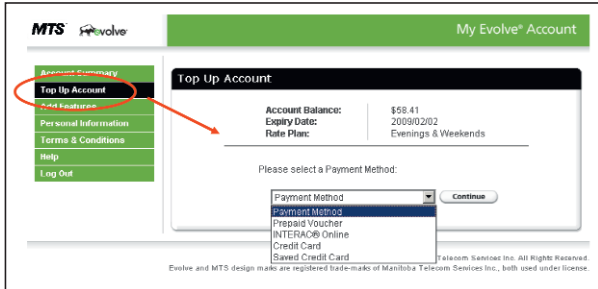 MTS evolve
My Evolve® Account
Account Summary
Top Up Account
Add Features
Personal Information
Terms & Conditions
Help
Log Out
Top Up Account
Account Balance: $58.41
Expiry Date: 2009/02/02
Rate Plan: Evenings & Weekends
Please select a Payment Method:
Payment Method Continue
Payment Method
Prepaid Voucher
INTERAC® Online
Credit Card
Saved Credit Card
Telecom Services Inc. All Rights Reserved.
Evolve and MTS design marks are registered trade-marks of Manitoba Telecom Services Inc., both used under license.